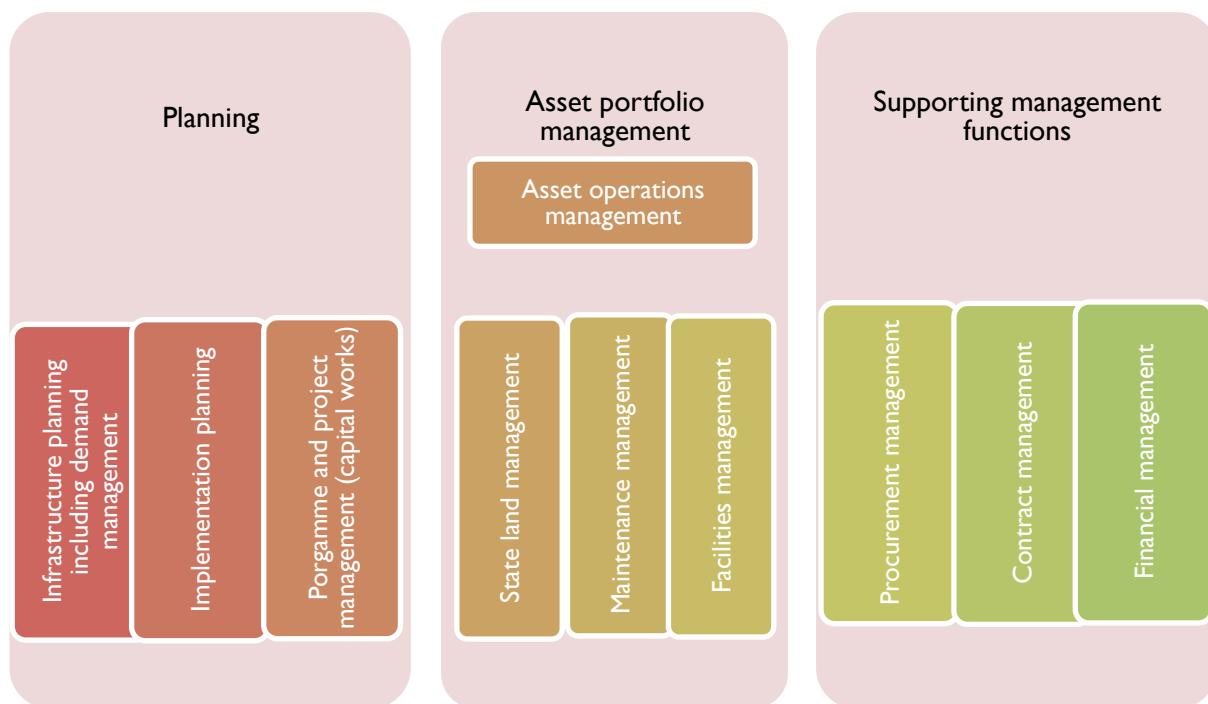 Planning
Infrastructure planning
including demand
management
Implementation planning
Porgamme and project
management (capital works)
Asset portfolio
management
Asset operations
management
State land management
Maintenance management
Facilities management
Supporting management
functions
Procurement management
Contract management
Financial management